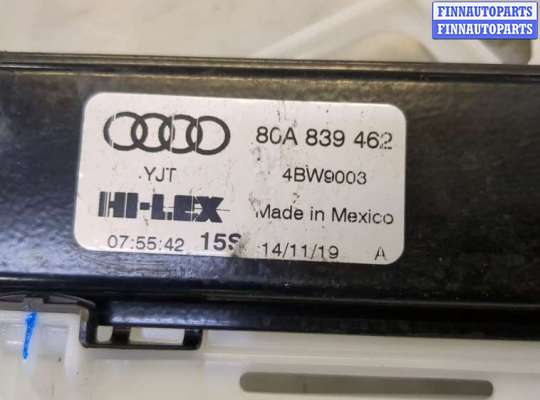 FINNAUTOPARTS
FINNAUTOPARTS
80A 839 462
.YJT 4BW9003
HI-LEX Made in Mexico
07:55:42 15S 14/11/19 A